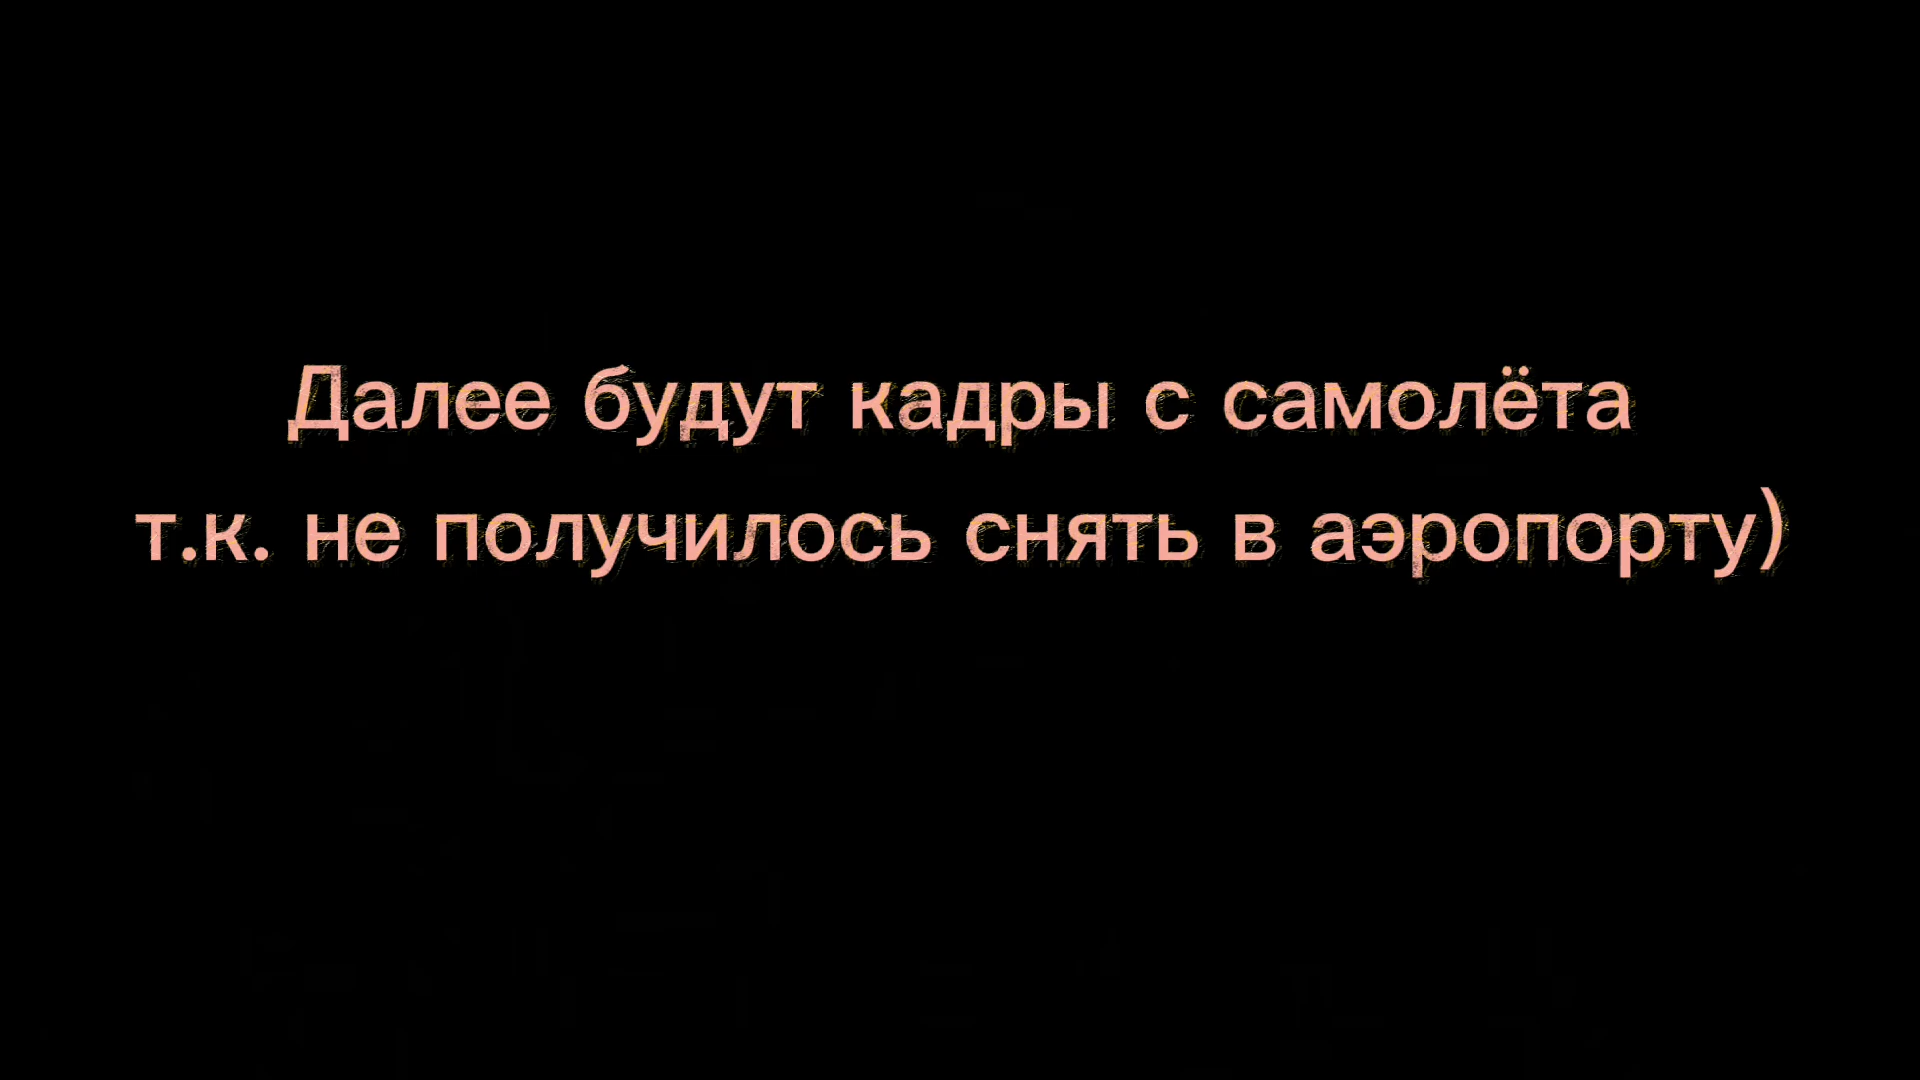 Далее будут кадры с самолёта
т.к. не получилось снять в аэропорту)